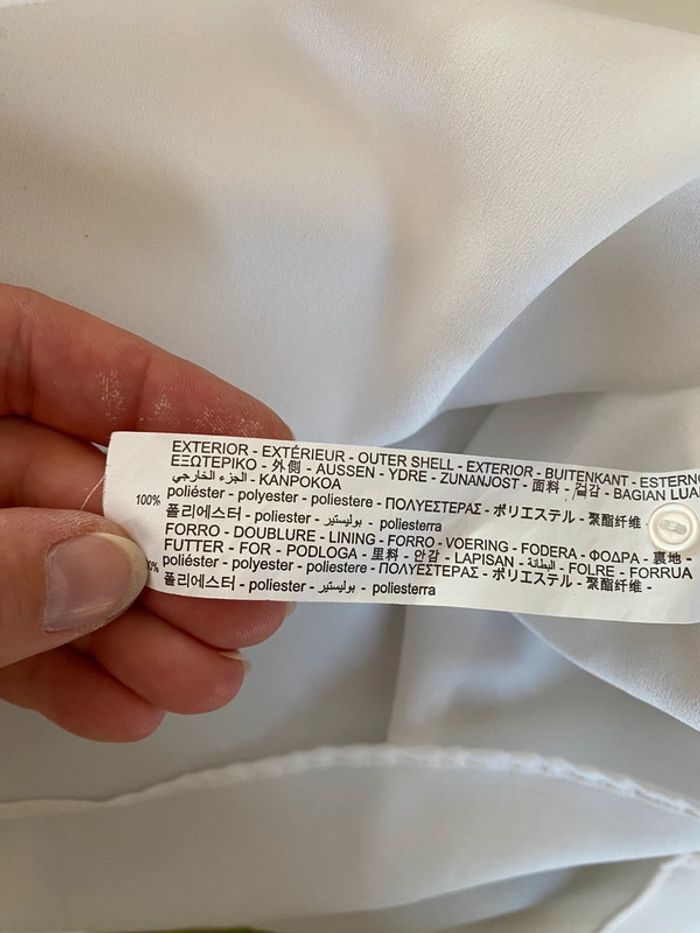 EXTERIOR - EXTÉRIEUR - OUTER SHELL - EXTERIOR - BUITENKANT - ESTERNO
ΕΞΩΤΕΡΙΚΟ - 外側 - AUSSEN - YDRE - ZUNANJOST - 面料 - 겉감 - BAGIAN LUA
الجزء الخارجي - KANPOKOA
100% poliéster - polyester - poliestere - ΠΟΛΥΕΣΤΕΡΑΣ - ポリエステル - 聚酯纤维 -
폴리에스터 - poliester - بوليستير - poliesterra
FORRO - DOUBLURE - LINING - FORRO - VOERING - FODERA - ΦΟΔΡΑ - 裏地 -
FUTTER - FOR - PODLOGA - 里料 - 안감 - LAPISAN - البطانة - FOLRE - FORRUA
0% poliéster - polyester - poliestere - ΠΟΛΥΕΣΤΕΡΑΣ - ポリエステル - 聚酯纤维 -
폴리에스터 - poliester - بوليستير - poliesterra